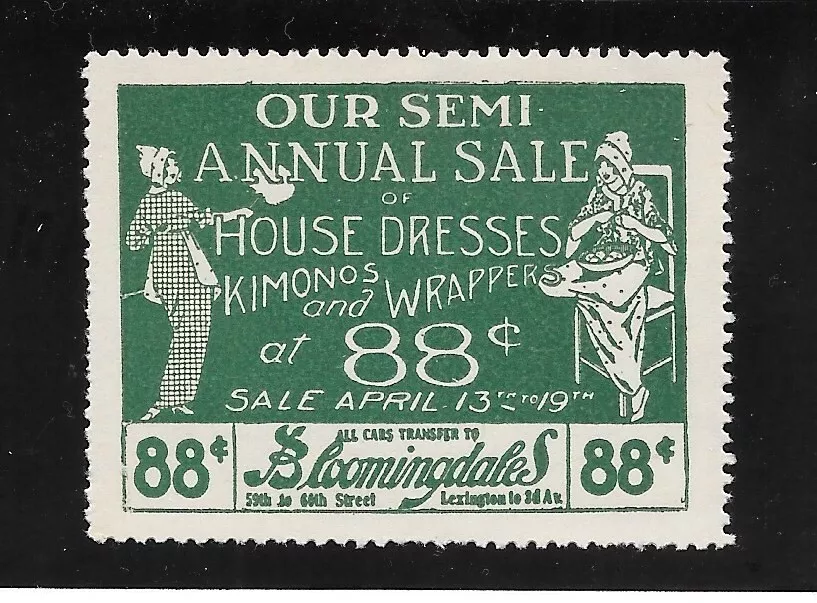 OUR SEMI-
ANNUAL SALE
OF
HOUSE DRESSES
KIMONOS
and WRAPPERS
at 88¢
SALE APRIL 13TH TO 19TH
88¢
ALL CARS TRANSFER TO
BloomingdaleS
59th to 60th Street Lexington to 3d Av.
88¢